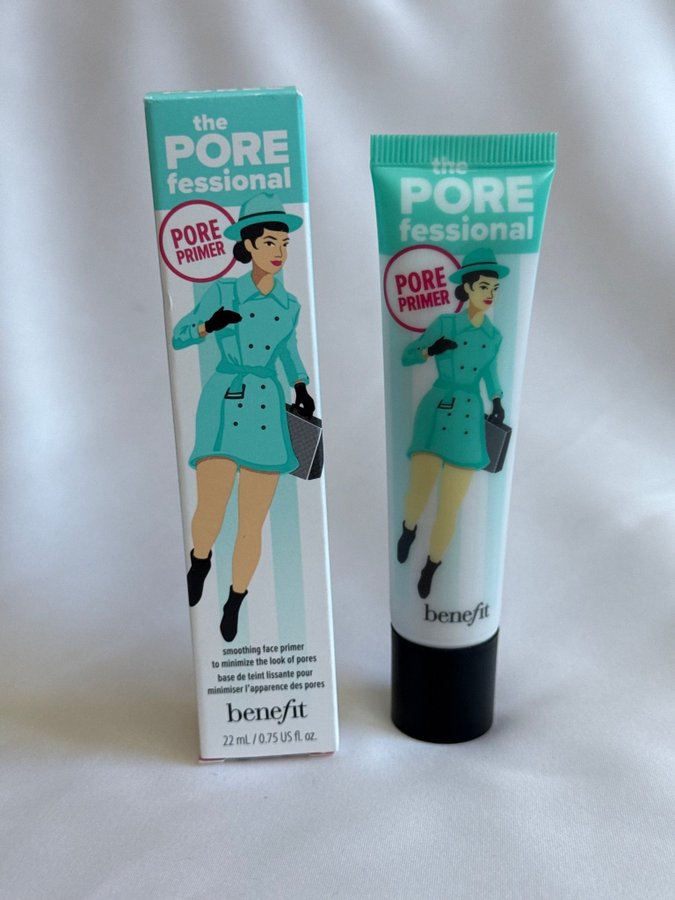 the
PORE
fessional
PORE
PRIMER
smoothing face primer
to minimize the look of pores
base de teint lissante pour
minimiser l'apparence des pores
benefit
22 mL / 0.75 US fl. oz.
the
PORE
fessional
PORE
PRIMER
benefit